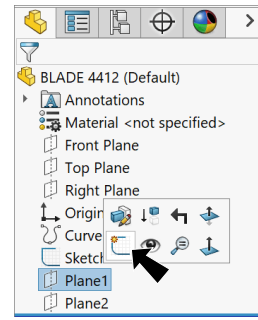 BLADE 4412 (Default)
Annotations
Material <not specified>
Front Plane
Top Plane
Right Plane
Origin
Curve
Sketch
Plane1
Plane2